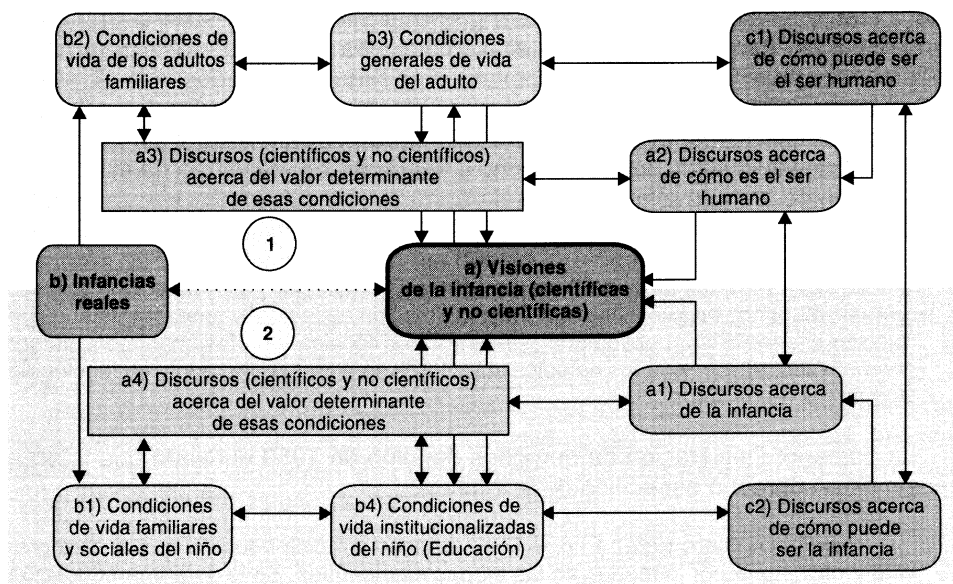 b2) Condiciones de
vida de los adultos
familiares
b3) Condiciones
generales de vida
del adulto
c1) Discursos acerca
de cómo puede ser
el ser humano
a3) Discursos (científicos y no científicos)
acerca del valor determinante
de esas condiciones
a2) Discursos acerca
de cómo es el ser
humano
1
b) Infancias
reales
a) Visiones
de la infancia (científicas
y no científicas)
2
a4) Discursos (científicos y no científicos)
acerca del valor determinante
de esas condiciones
a1) Discursos acerca
de la infancia
b1) Condiciones
de vida familiares
y sociales del niño
b4) Condiciones de
vida institucionalizadas
del niño (Educación)
c2) Discursos acerca
de cómo puede
ser la infancia